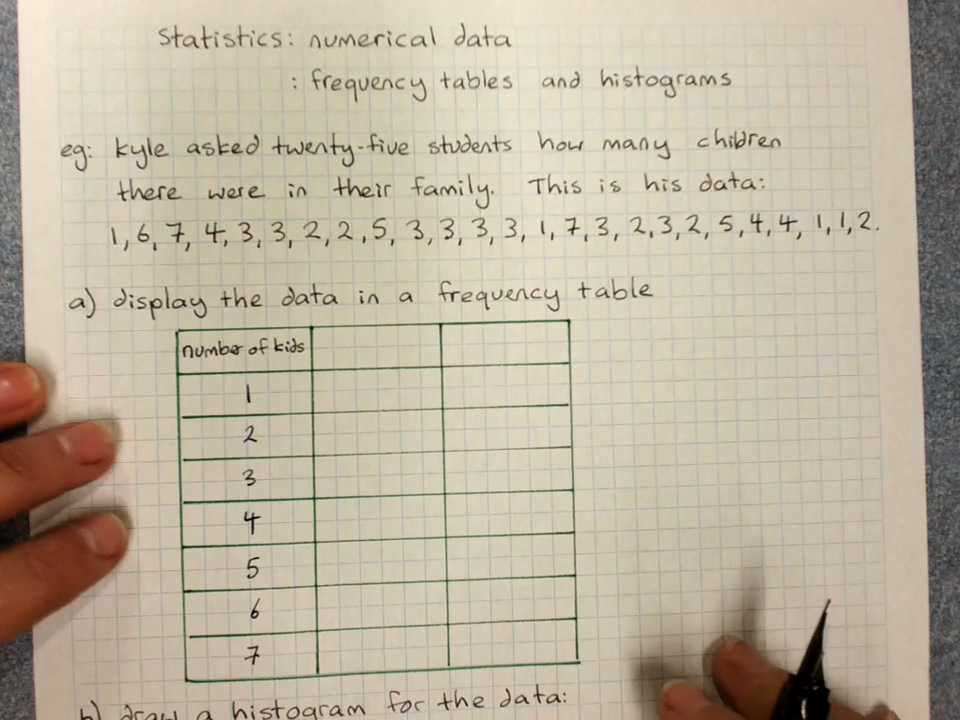 Statistics: numerical data
: frequency tables and histograms
eg: Kyle asked twenty-five students how many children
there were in their family. This is his data:
1, 6, 7, 4, 3, 3, 2, 2, 5, 3, 3, 3, 3, 1, 7, 3, 2, 3, 2, 5, 4, 4, 1, 1, 2.
a) display the data in a frequency table
number of kids
1
2
3
4
5
6
7
b) draw a histogram for the data: